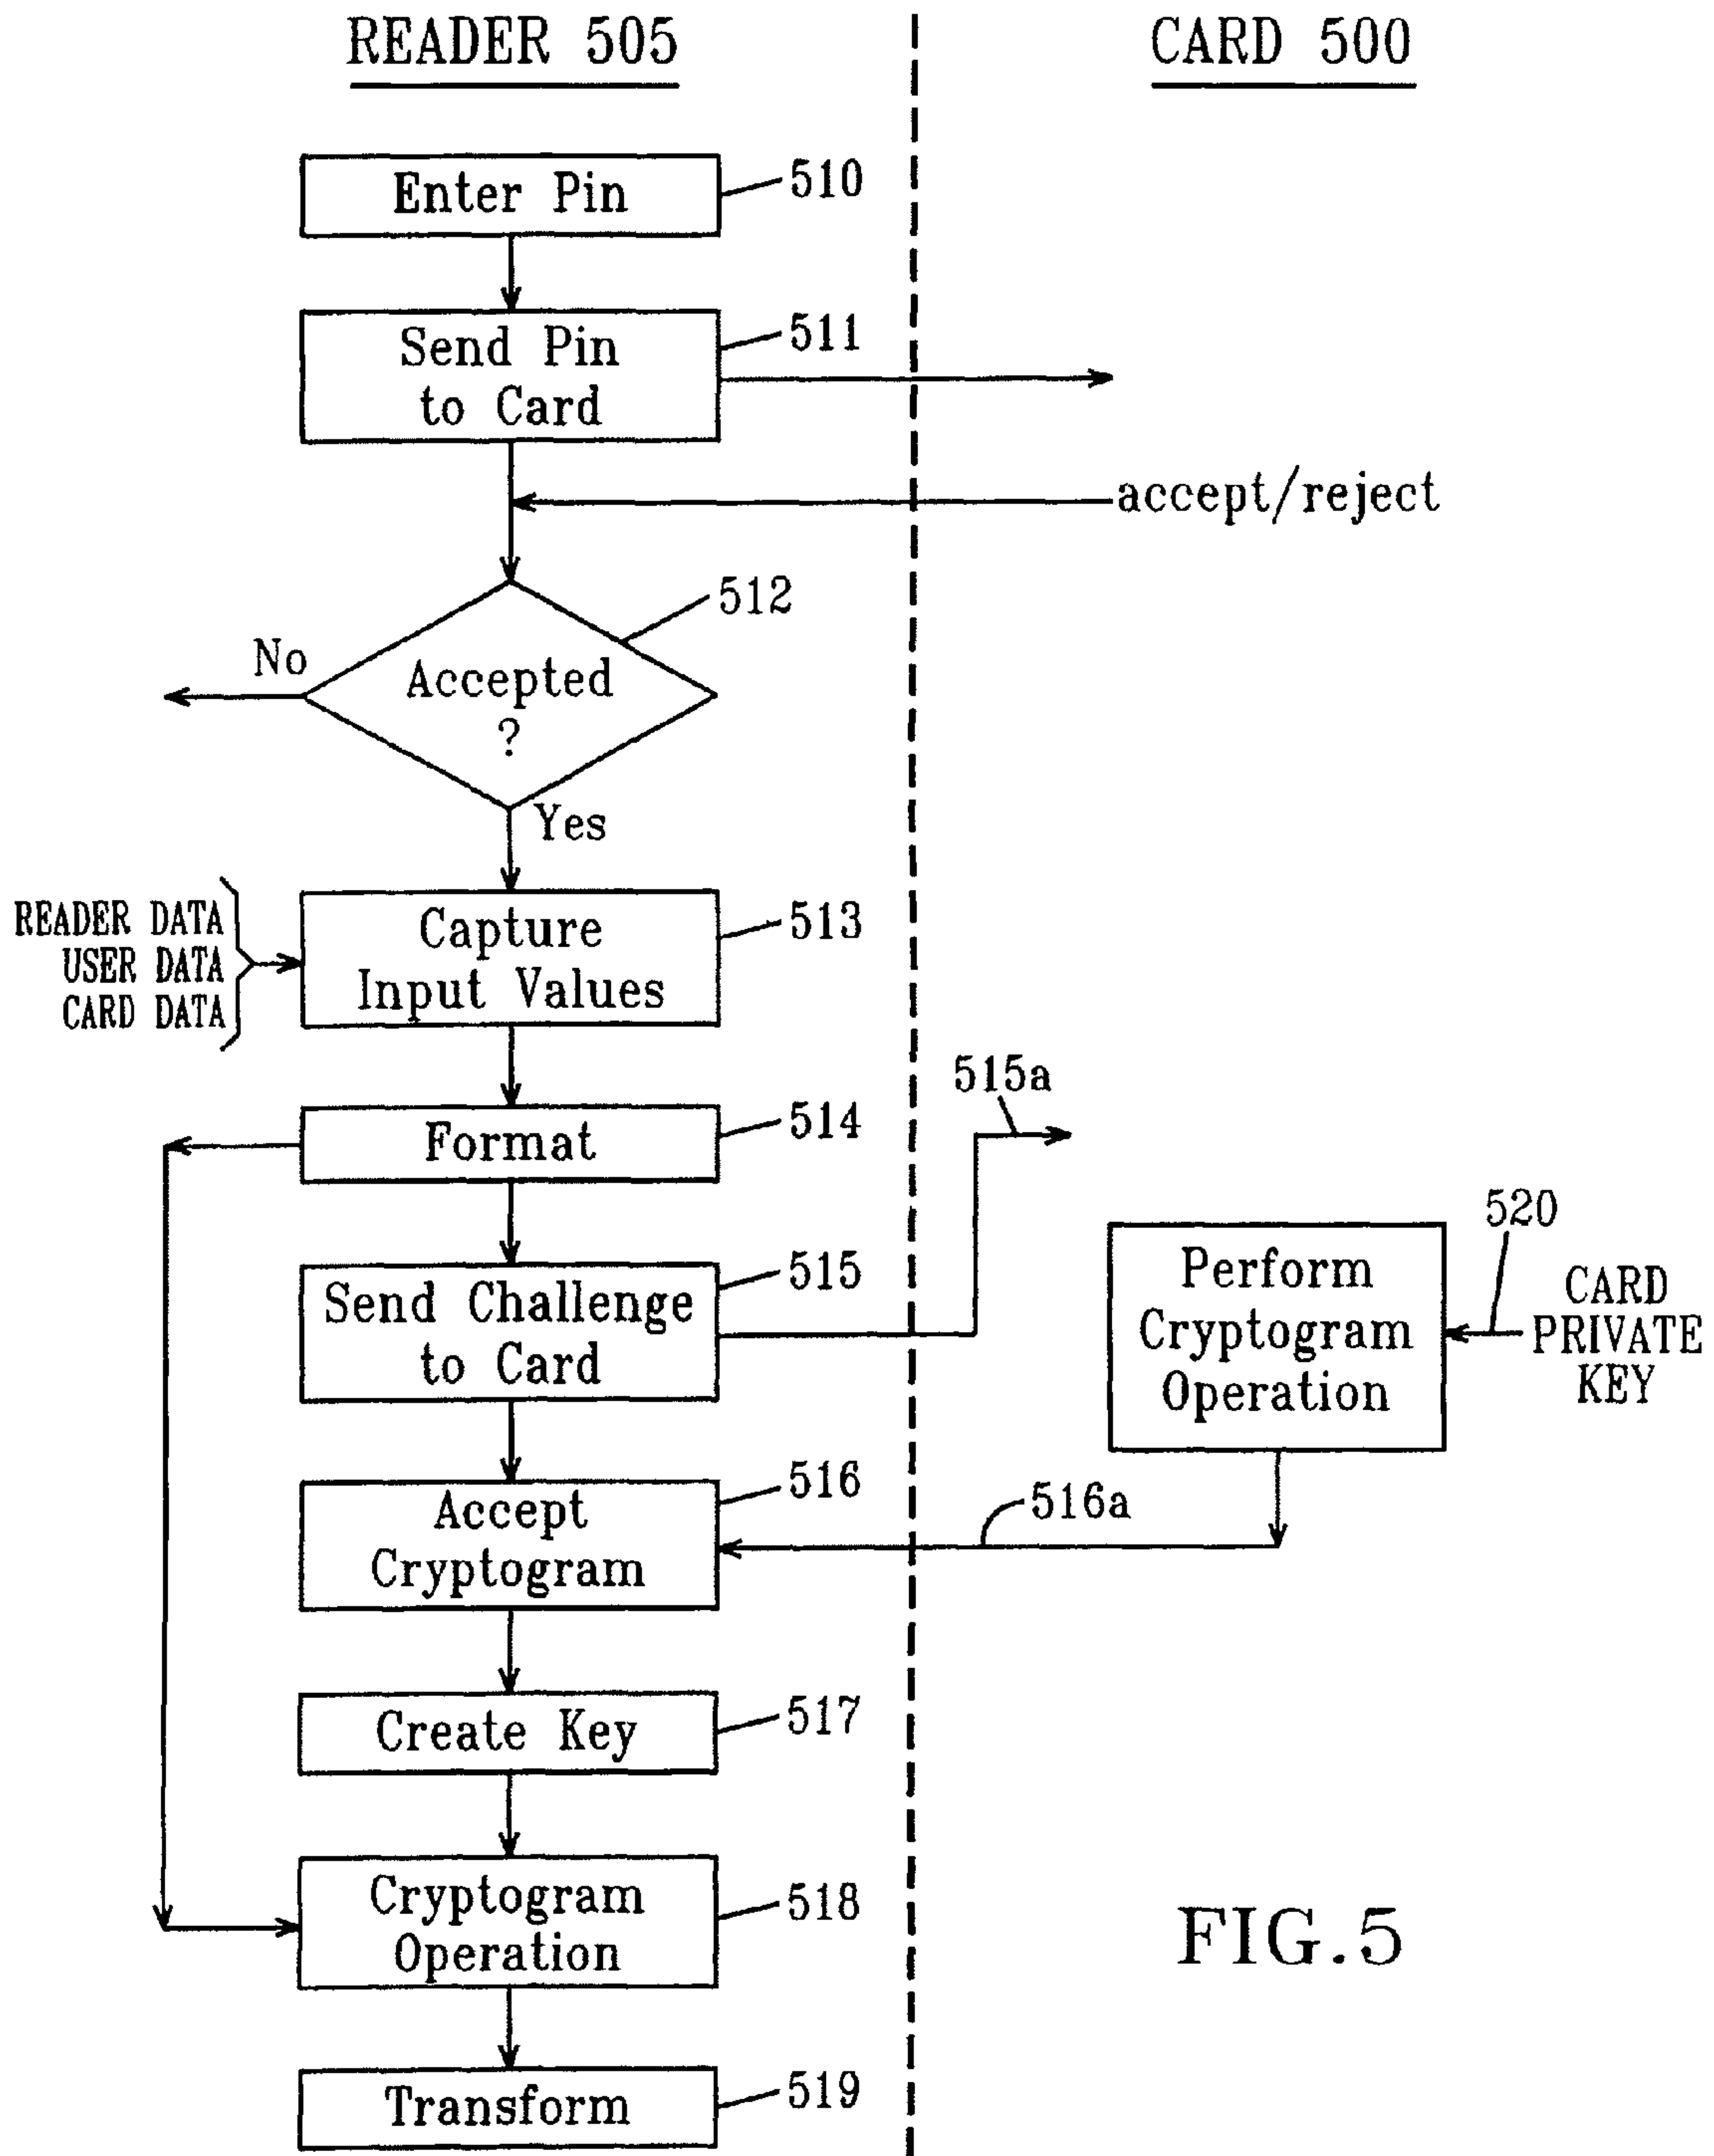 READER 505
CARD 500
Enter Pin
510
Send Pin
to Card
511
accept/reject
512
No
Accepted
?
Yes
READER DATA
USER DATA
CARD DATA
Capture
Input Values
513
515a
Format
514
520
Send Challenge
to Card
515
Perform
Cryptogram
Operation
CARD
PRIVATE
KEY
Accept
Cryptogram
516
516a
Create Key
517
Cryptogram
Operation
518
FIG.5
Transform
519